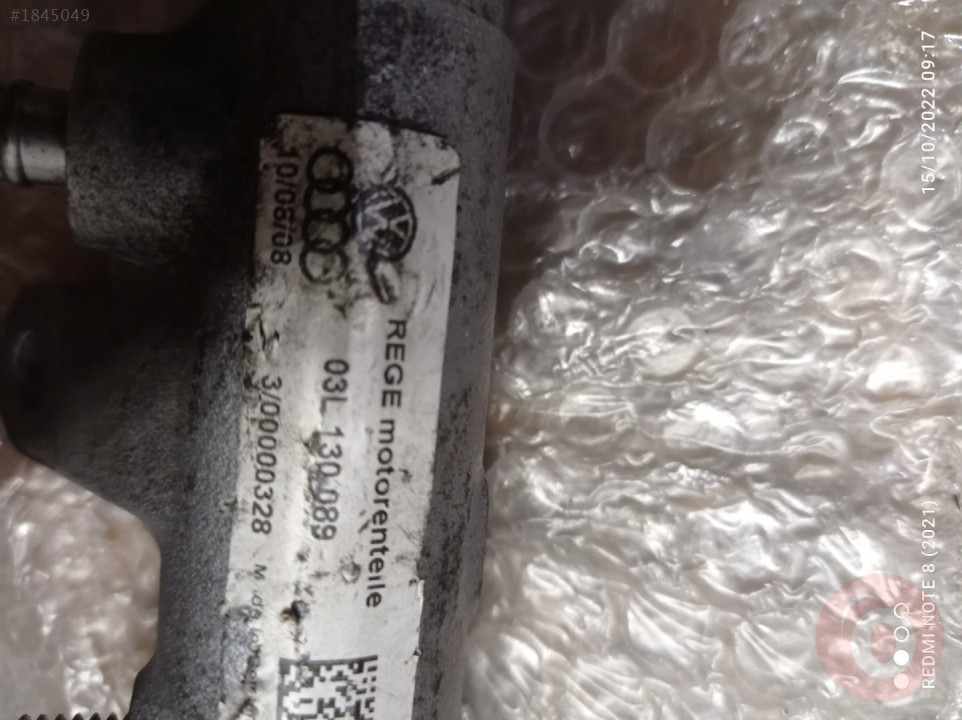 #1845049
REGE motorenteile
03L 130 089
10/08/08
3/00000328
15/10/2022 09:17
REDMI NOTE 8 (2021)